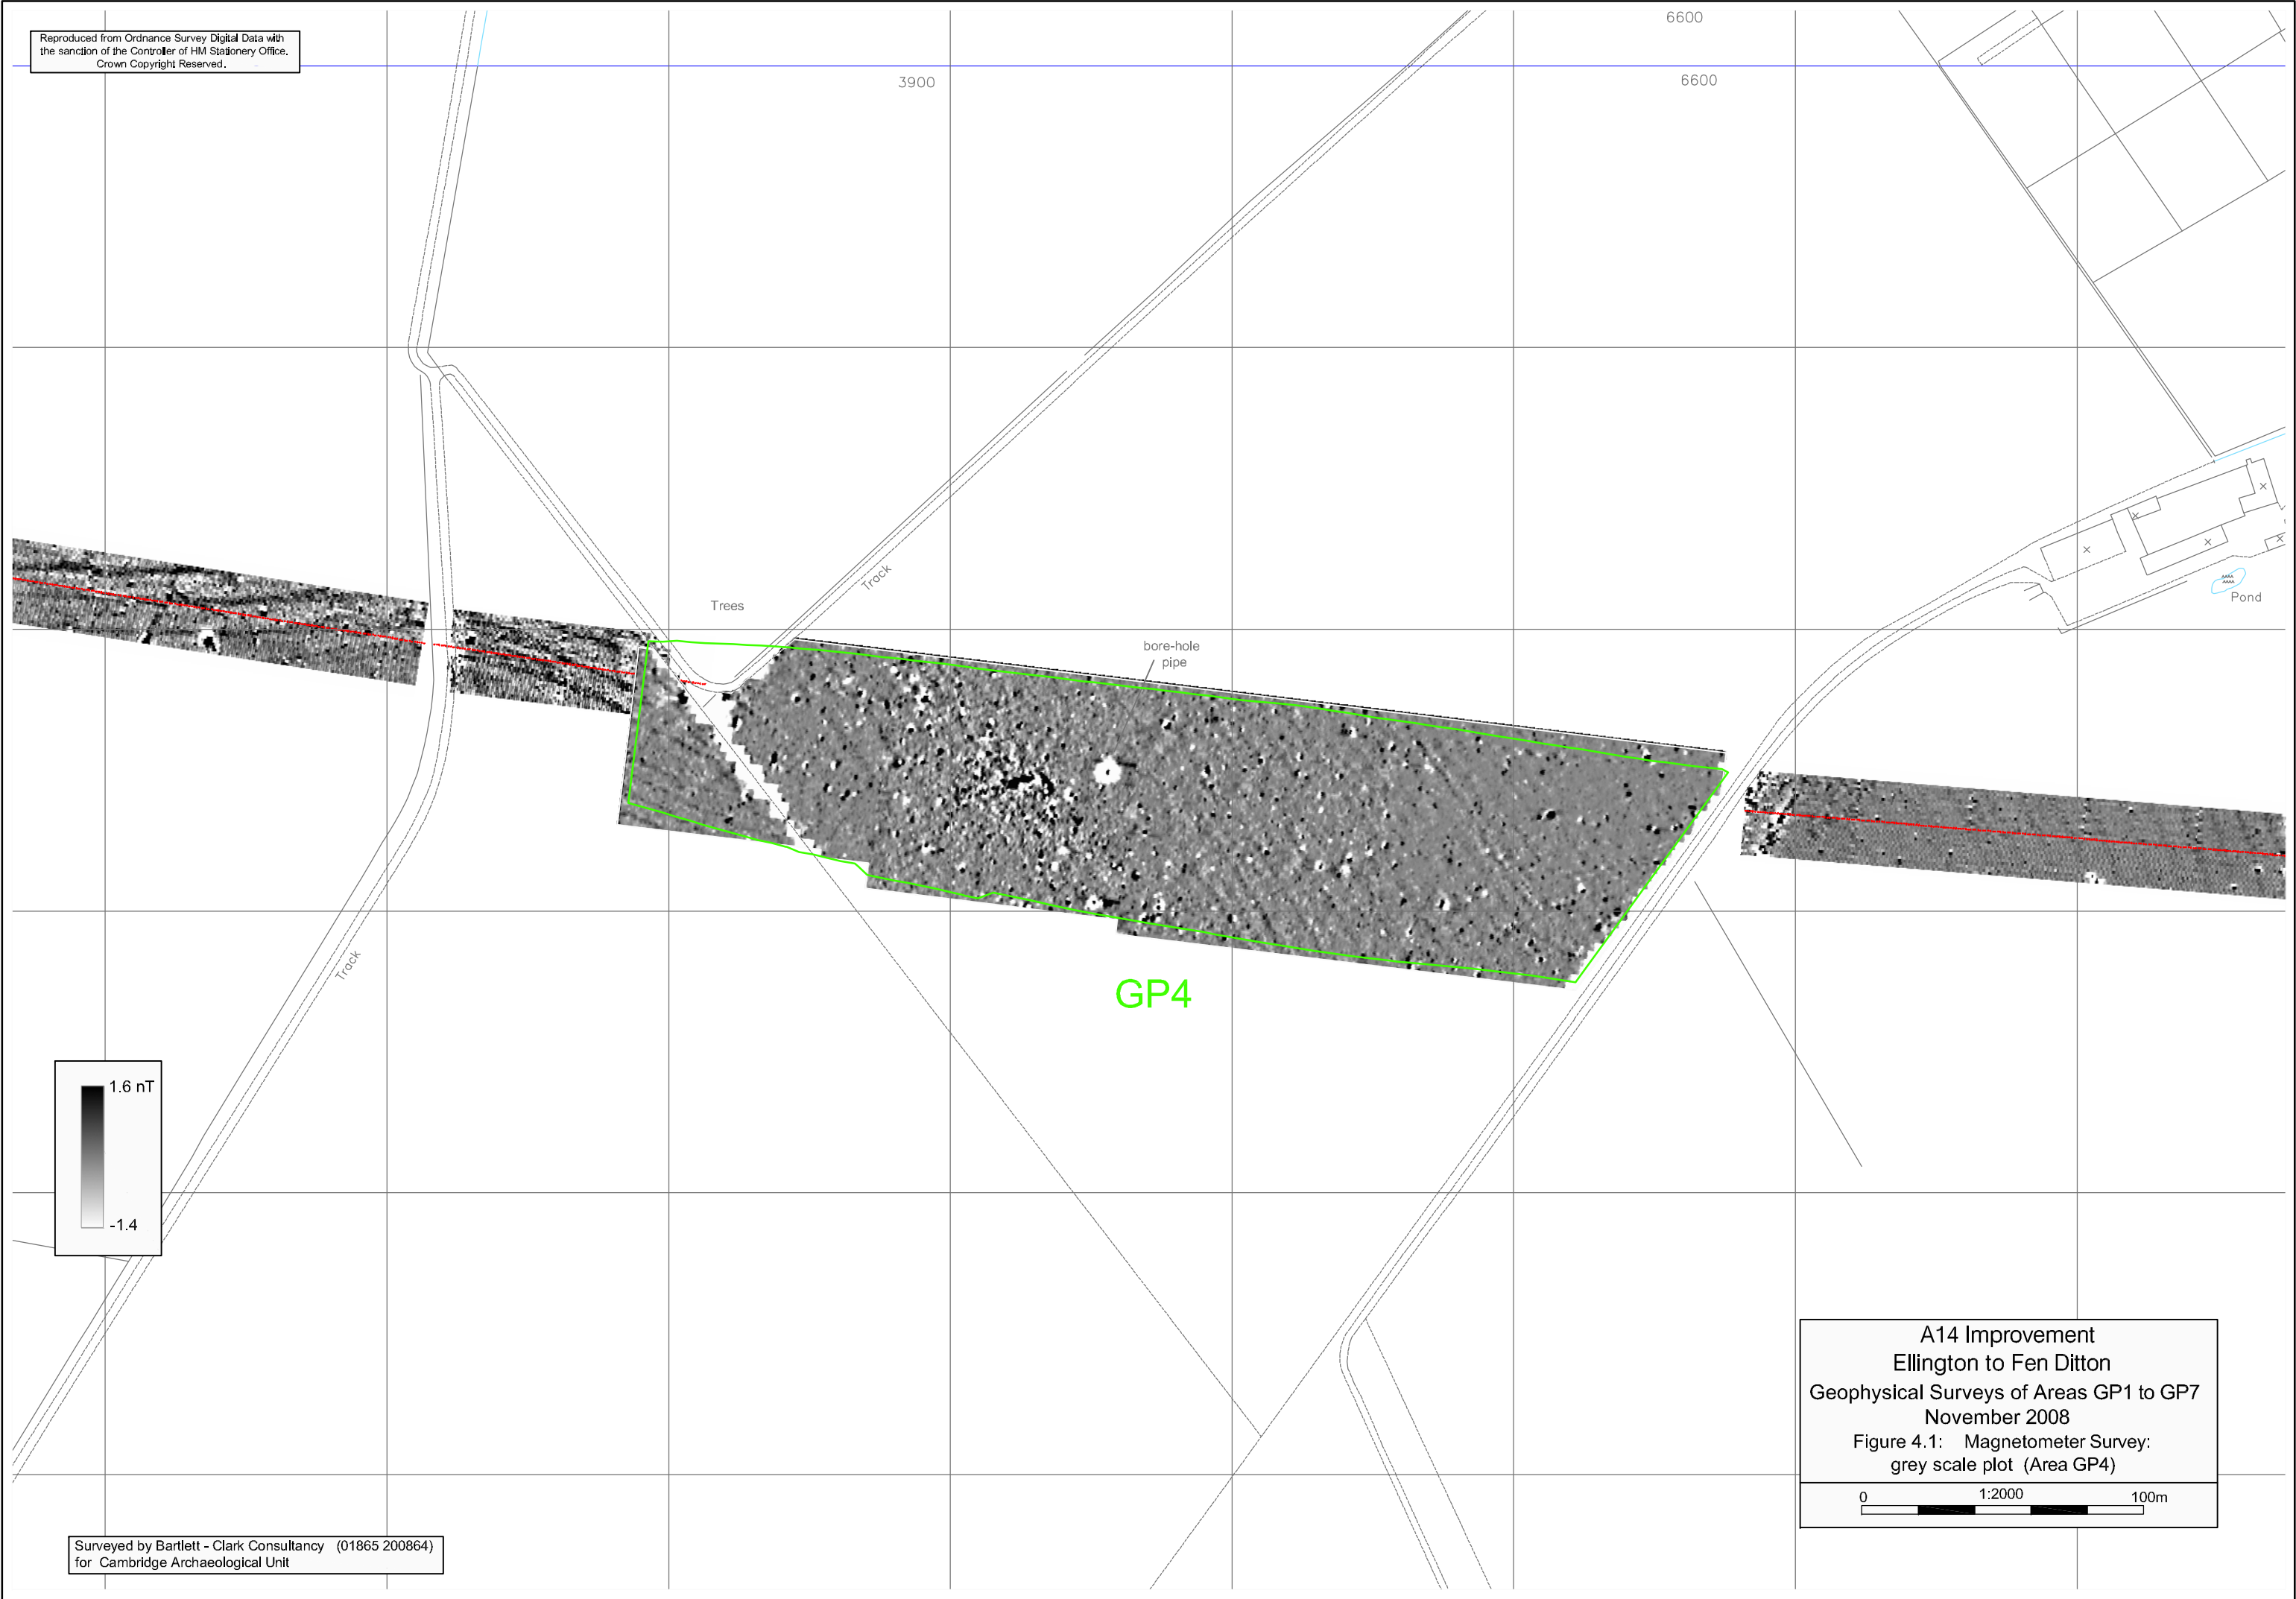 Reproduced from Ordnance Survey Digital Data with
the sanction of the Controller of HM Stationery Office.
Crown Copyright Reserved.
6600
3900
6600
Track
Trees
bore-hole
pipe
Pond
Track
GP4
1.6 nT
-1.4
A14 Improvement
Ellington to Fen Ditton
Geophysical Surveys of Areas GP1 to GP7
November 2008
Figure 4.1: Magnetometer Survey:
grey scale plot (Area GP4)
0 1:2000 100m
Surveyed by Bartlett - Clark Consultancy (01865 200864)
for Cambridge Archaeological Unit